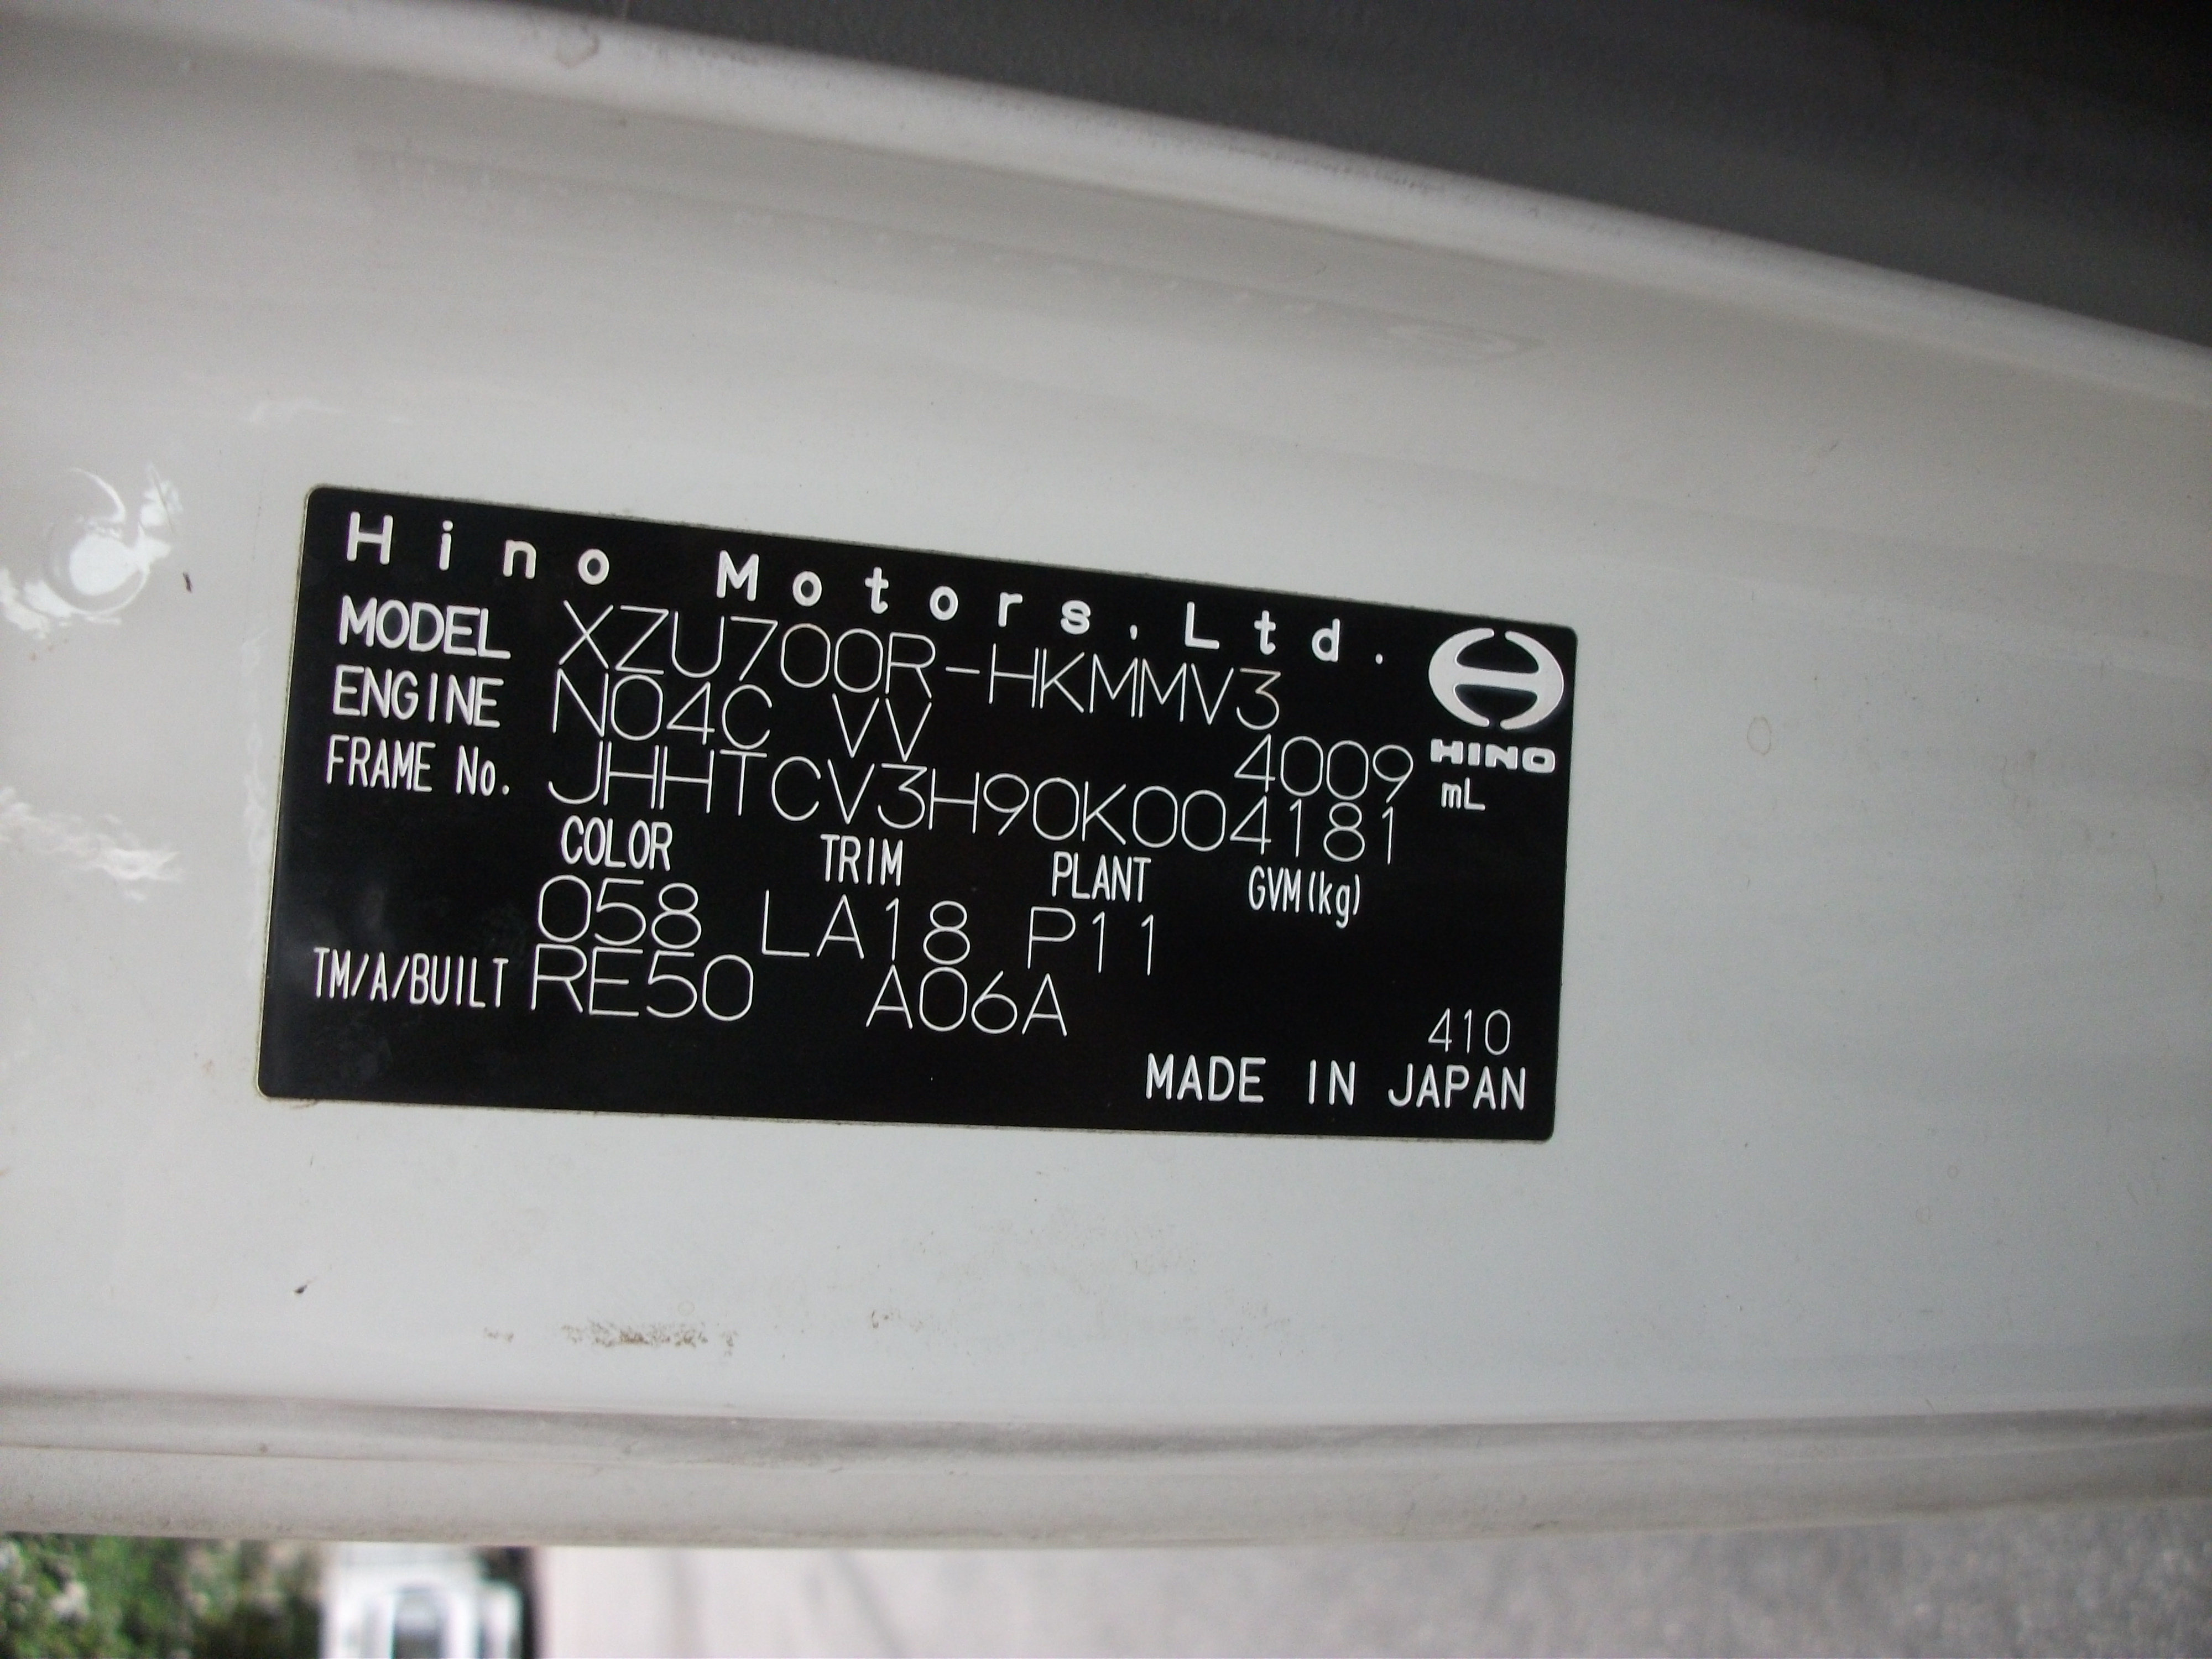 Hino Motors,Ltd.
MODEL XZU700R-HKMMV3
HINO
ENGINE N04C VV 4009 mL
FRAME No. JHHTCV3H90K004181
COLOR TRIM PLANT GVM(kg)
058 LA18 P11
TM/A/BUILT RE50 A06A
410
MADE IN JAPAN